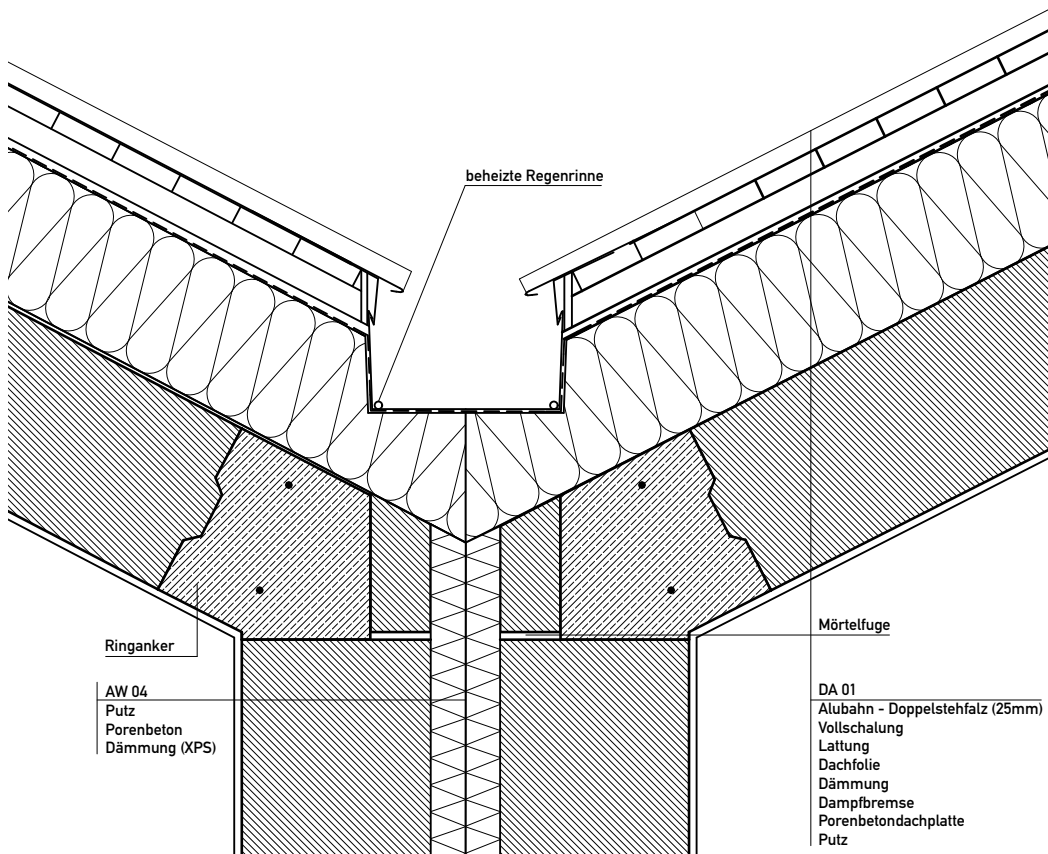 beheizte Regenrinne
Ringanker
Mörtelfuge
AW 04
Putz
Porenbeton
Dämmung (XPS)
DA 01
Alubahn - Doppelstehfalz (25mm)
Vollschalung
Lattung
Dachfolie
Dämmung
Dampfbremse
Porenbetondachplatte
Putz